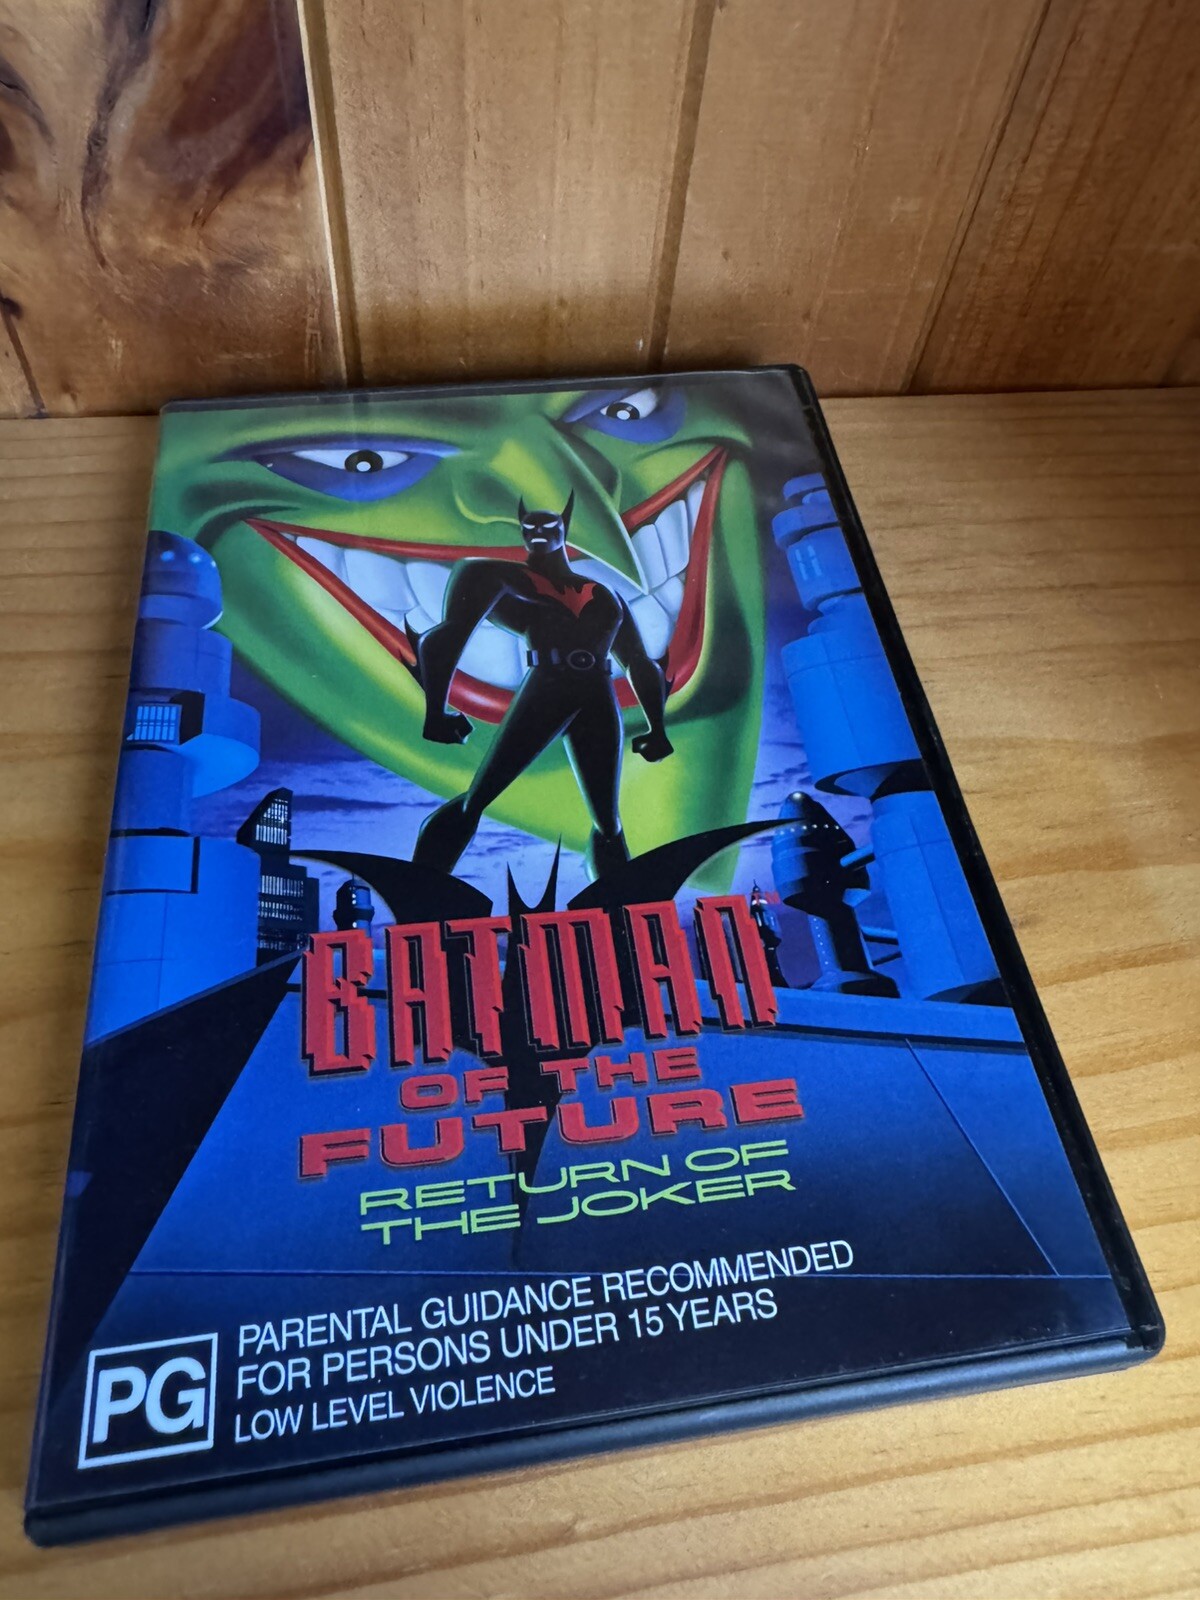 BATMAN
OF THE
FUTURE
RETURN OF
THE JOKER
PG
PARENTAL GUIDANCE RECOMMENDED
FOR PERSONS UNDER 15 YEARS
LOW LEVEL VIOLENCE